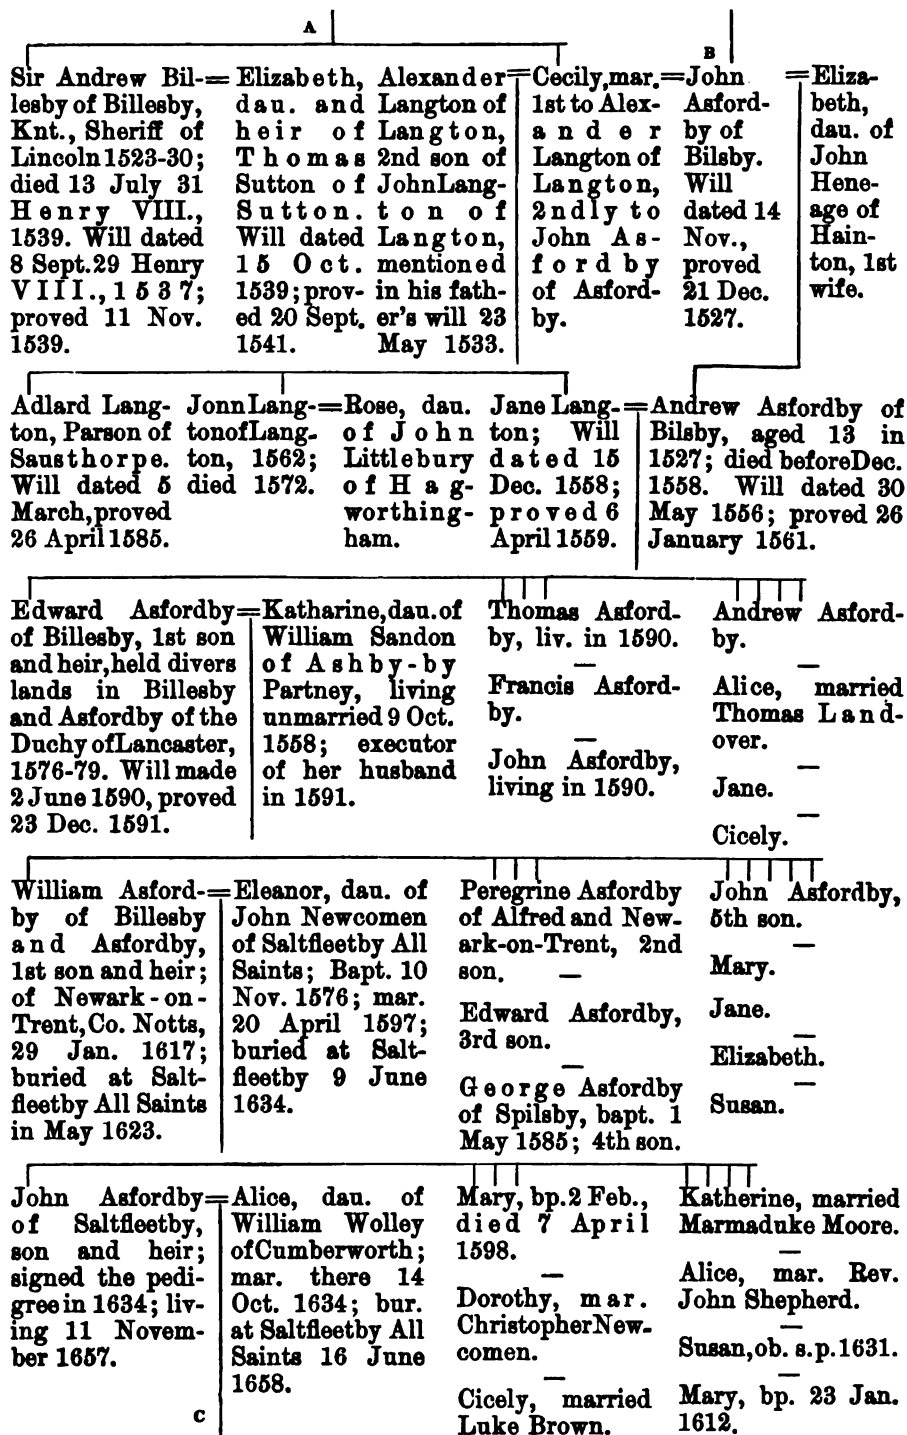 A
B
Sir Andrew Bil-
lesby of Billesby,
Knt., Sheriff of
Lincoln 1523-30;
died 13 July 31
Henry VIII.,
1539. Will dated
8 Sept. 29 Henry
VIII., 1537;
proved 11 Nov.
1539.
=
Elizabeth,
dau. and
heir of
Thomas
Sutton of
Sutton.
Will dated
15 Oct.
1539; prov-
ed 20 Sept.
1541.
Alexander
Langton of
Langton,
2nd son of
John Lang-
ton of
Langton,
mentioned
in his fath-
er's will 23
May 1533.
=
Cecily, mar.
1st to Alex-
ander
Langton of
Langton,
2ndly to
John As-
fordby
of Asford-
by.
=
John
Asford-
by of
Bilsby.
Will
dated 14
Nov.,
proved
21 Dec.
1527.
=
Eliza-
beth,
dau. of
John
Hene-
age of
Hain-
ton, 1st
wife.
Adlard Lang-
ton, Parson of
Sausthorpe.
Will dated 5
March, proved
26 April 1585.
Jonn Lang-
ton of Lang-
ton, 1562;
died 1572.
=
Rose, dau.
of John
Littlebury
of Hag-
worthing-
ham.
Jane Lang-
ton; Will
dated 15
Dec. 1558;
proved 6
April 1559.
=
Andrew Asfordby of
Bilsby, aged 13 in
1527; died before Dec.
1558. Will dated 30
May 1556; proved 26
January 1561.
Edward Asfordby
of Billesby, 1st son
and heir, held divers
lands in Billesby
and Asfordby of the
Duchy of Lancaster,
1576-79. Will made
2 June 1590, proved
23 Dec. 1591.
=
Katharine, dau. of
William Sandon
of Ashby-by
Partney, living
unmarried 9 Oct.
1558; executor
of her husband
in 1591.
Thomas Asford-
by, liv. in 1590.
—
Francis Asford-
by.
—
John Asfordby,
living in 1590.
Andrew Asford-
by.
—
Alice, married
Thomas Land-
over.
—
Jane.
—
Cicely.
William Asford-
by of Billesby
and Asfordby,
1st son and heir;
of Newark-on-
Trent, Co. Notts,
29 Jan. 1617;
buried at Salt-
fleetby All Saints
in May 1623.
=
Eleanor, dau. of
John Newcomen
of Saltfleetby All
Saints; Bapt. 10
Nov. 1576; mar.
20 April 1597;
buried at Salt-
fleetby 9 June
1634.
Peregrine Asfordby
of Alfred and New-
ark-on-Trent, 2nd
son. —
Edward Asfordby,
3rd son.
—
George Asfordby
of Spilsby, bapt. 1
May 1585; 4th son.
John Asfordby,
5th son.
—
Mary.
Jane.
—
Elizabeth.
—
Susan.
John Asfordby
of Saltfleetby,
son and heir;
signed the pedi-
gree in 1634; liv-
ing 11 Novem-
ber 1657.
=
Alice, dau. of
William Wolley
of Cumberworth;
mar. there 14
Oct. 1634; bur.
at Saltfleetby All
Saints 16 June
1658.
Mary, bp. 2 Feb.,
died 7 April
1598.
—
Dorothy, mar.
Christopher New-
comen.
—
Cicely, married
Luke Brown.
Katherine, married
Marmaduke Moore.
—
Alice, mar. Rev.
John Shepherd.
—
Susan, ob. s.p. 1631.
—
Mary, bp. 23 Jan.
1612.
C